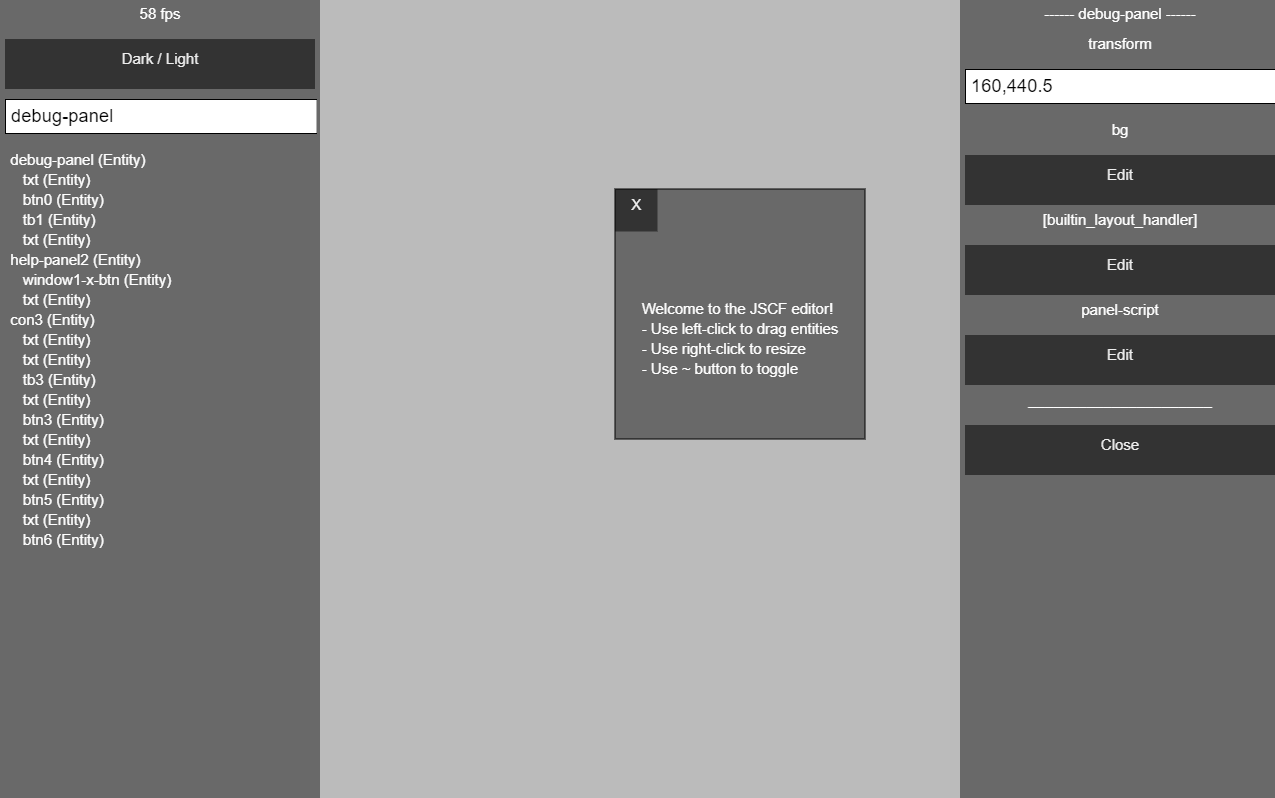 58 fps
Dark / Light
debug-panel
debug-panel (Entity)
txt (Entity)
btn0 (Entity)
tb1 (Entity)
txt (Entity)
help-panel2 (Entity)
window1-x-btn (Entity)
txt (Entity)
con3 (Entity)
txt (Entity)
txt (Entity)
tb3 (Entity)
txt (Entity)
btn3 (Entity)
txt (Entity)
btn4 (Entity)
txt (Entity)
btn5 (Entity)
txt (Entity)
btn6 (Entity)
X
Welcome to the JSCF editor!
- Use left-click to drag entities
- Use right-click to resize
- Use ~ button to toggle
------ debug-panel ------
transform
160,440.5
bg
Edit
[builtin_layout_handler]
Edit
panel-script
Edit
_______________________
Close